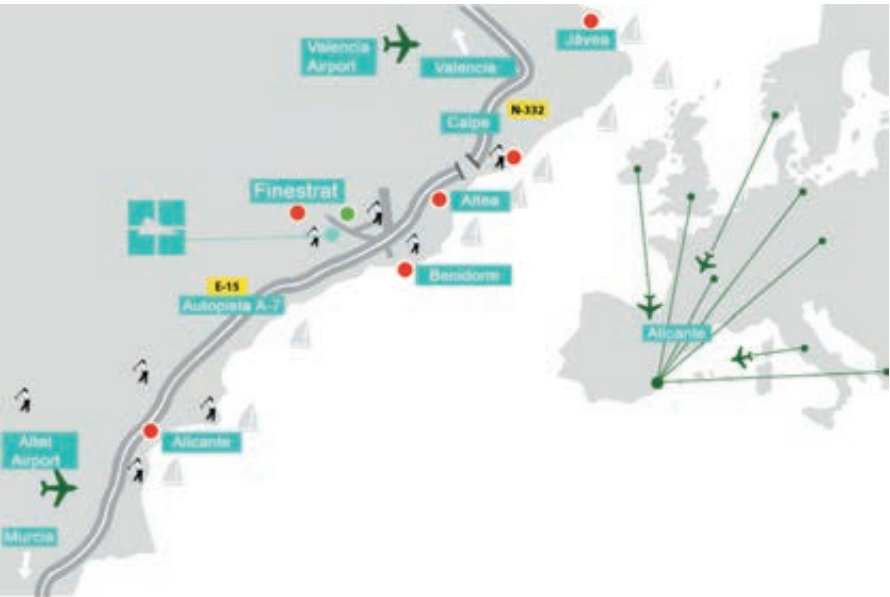 Jávea
Valencia
Airport
Valencia
N-332
Calpe
Finestrat
Altea
Benidorm
E-15
Autopista A-7
Alicante
Alicante
Altet
Airport
Murcia